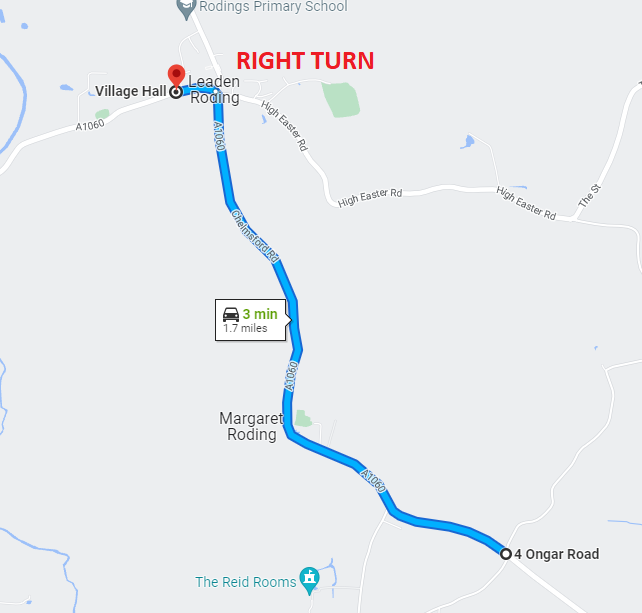 Rodings Primary School
RIGHT TURN
Leaden
Roding
Village Hall
A1060
A1060
High Easter Rd
High Easter Rd
High Easter Rd
The St
Chelmsford Rd
3 min
1.7 miles
A1060
Margaret
Roding
A1060
4 Ongar Road
The Reid Rooms